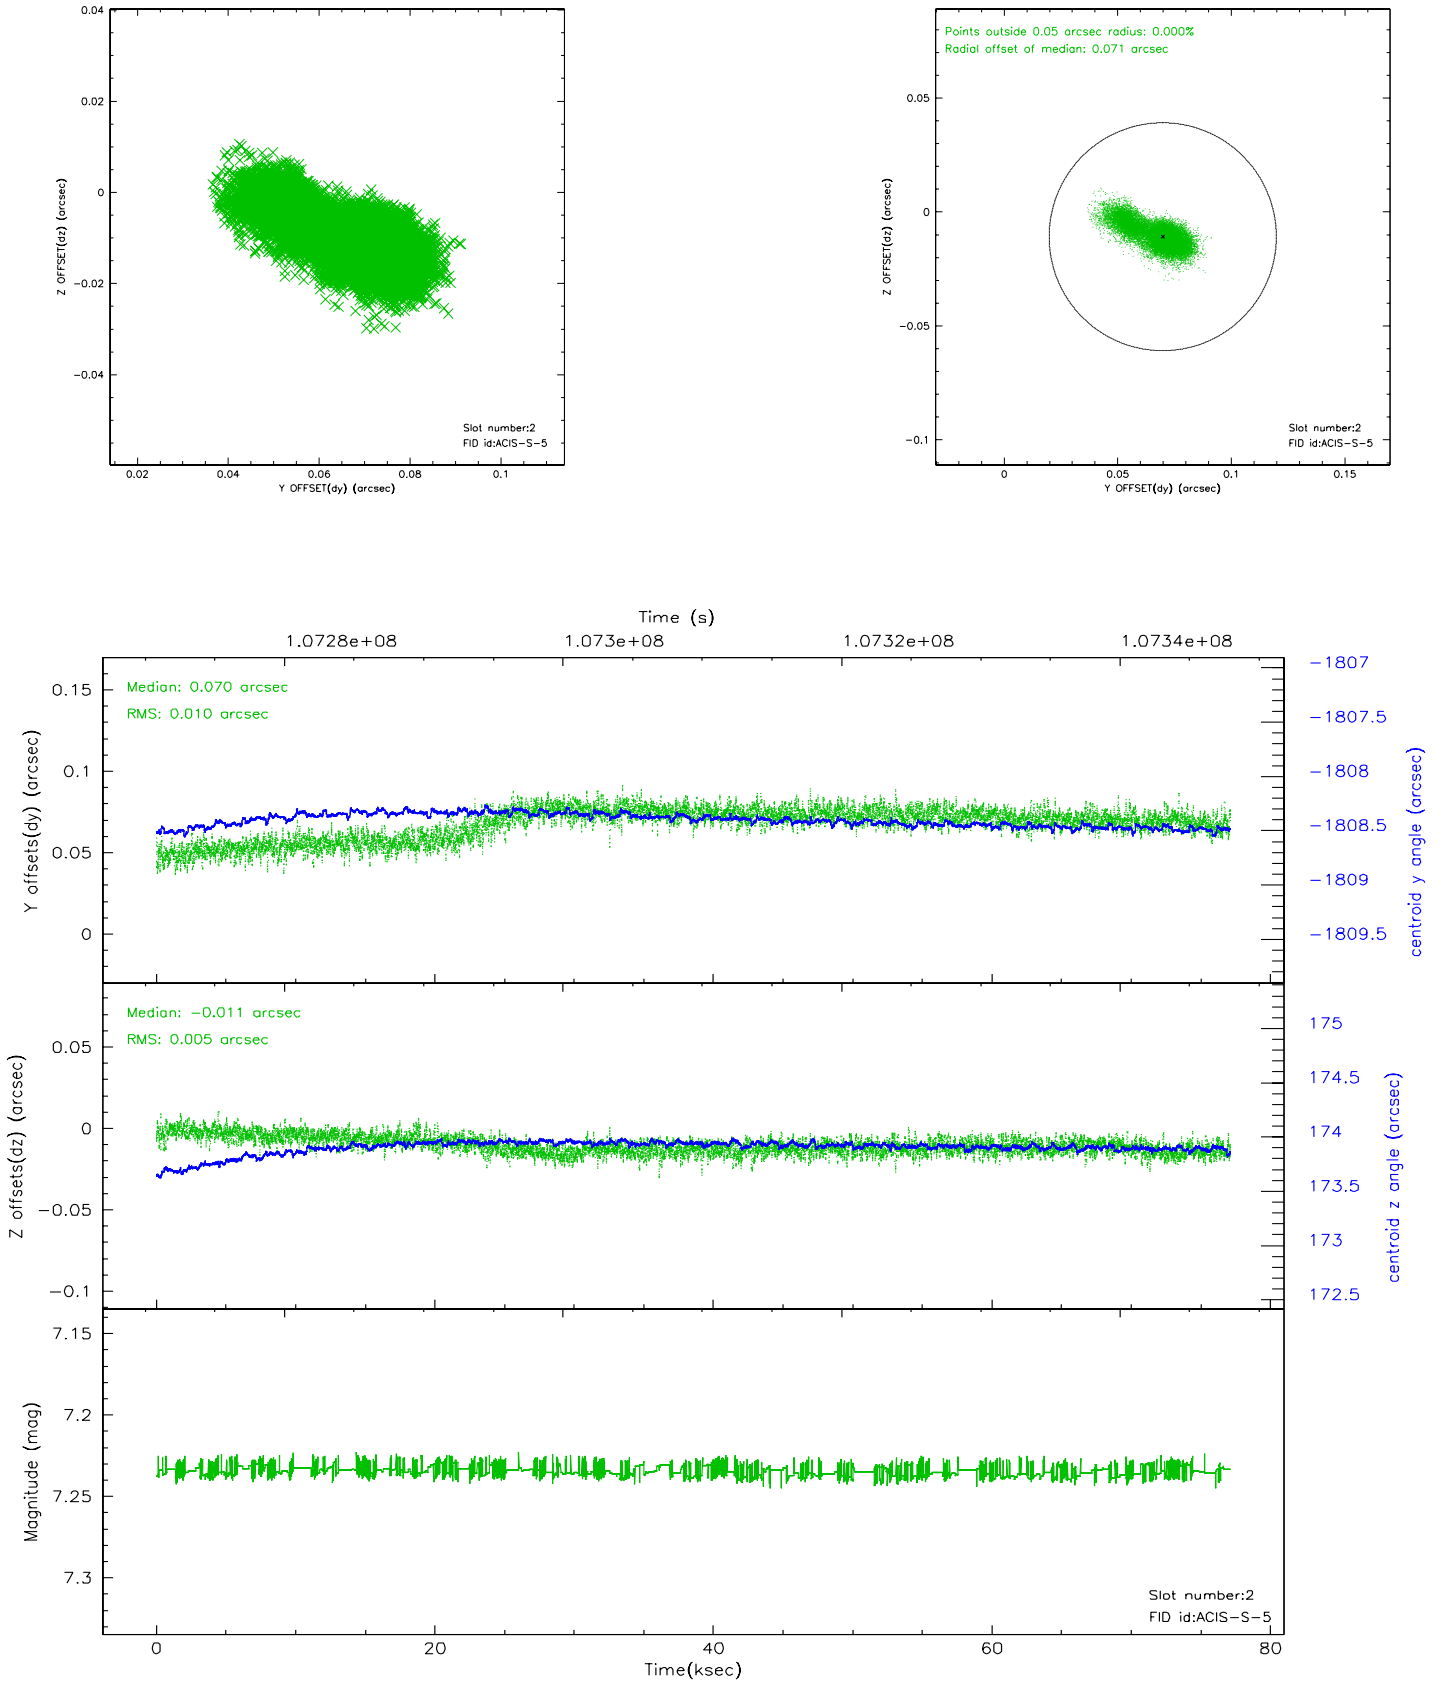 0.04
0.02
0
−0.02
−0.04
Z OFFSET(dz) (arcsec)
Slot number:2
FID id:ACIS−S−5
0.02 0.04 0.06 0.08 0.1
Y OFFSET(dy) (arcsec)
Points outside 0.05 arcsec radius: 0.000%
Radial offset of median: 0.071 arcsec
0.05
0
−0.05
−0.1
Z OFFSET(dz) (arcsec)
Slot number:2
FID id:ACIS−S−5
0 0.05 0.1 0.15
Y OFFSET(dy) (arcsec)
Time (s)
1.0728e+08 1.073e+08 1.0732e+08 1.0734e+08
Median: 0.070 arcsec
RMS: 0.010 arcsec
0.15
0.1
0.05
0
Y offsets(dy) (arcsec)
−1807
−1807.5
−1808
−1808.5
−1809
−1809.5
centroid y angle (arcsec)
Median: −0.011 arcsec
RMS: 0.005 arcsec
0.05
0
−0.05
−0.1
Z offsets(dz) (arcsec)
175
174.5
174
173.5
173
172.5
centroid z angle (arcsec)
7.15
7.2
7.25
7.3
Magnitude (mag)
Slot number:2
FID id:ACIS−S−5
0 20 40 60 80
Time(ksec)